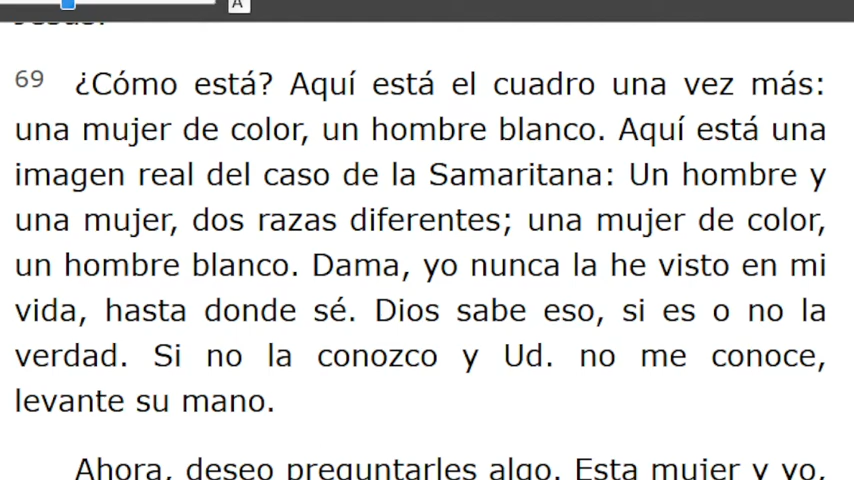 Jesús.
A
69 ¿Cómo está? Aquí está el cuadro una vez más:
una mujer de color, un hombre blanco. Aquí está una
imagen real del caso de la Samaritana: Un hombre y
una mujer, dos razas diferentes; una mujer de color,
un hombre blanco. Dama, yo nunca la he visto en mi
vida, hasta donde sé. Dios sabe eso, si es o no la
verdad. Si no la conozco y Ud. no me conoce,
levante su mano.
Ahora, deseo preguntarles algo. Esta mujer y yo,